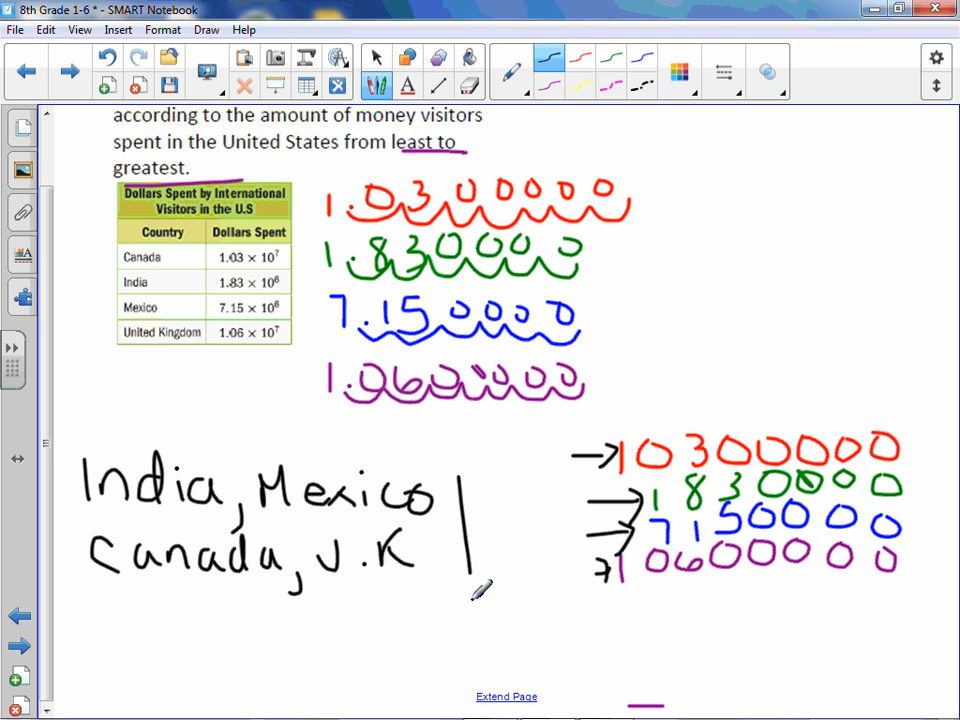 8th Grade 1-6 * - SMART Notebook
File Edit View Insert Format Draw Help
according to the amount of money visitors
spent in the United States from least to
greatest.
Dollars Spent by International
Visitors in the U.S
Country Dollars Spent
Canada 1.03 × 10⁷
India 1.83 × 10⁶
Mexico 7.15 × 10⁶
United Kingdom 1.06 × 10⁷
1.0300000
1.830000
7.150000
1.0600000
India, Mexico
Canada, U.K
→10300000
→1830000
→7150000
→10600000
Extend Page